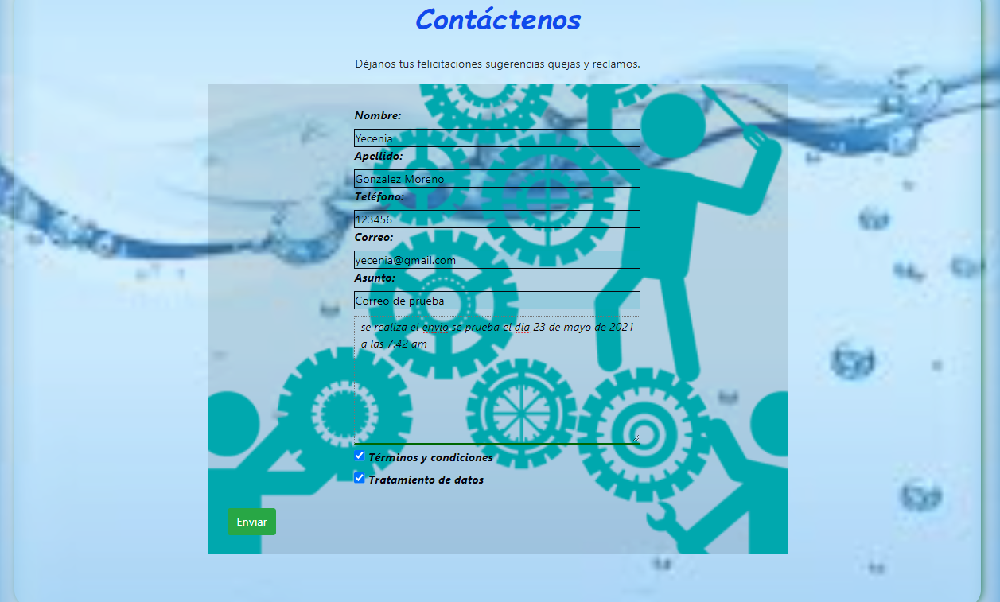 Contáctenos
Déjanos tus felicitaciones sugerencias quejas y reclamos.
Nombre:
Yecenia
Apellido:
Gonzalez Moreno
Teléfono:
123456
Correo:
yecenia@gmail.com
Asunto:
Correo de prueba
se realiza el envio se prueba el dia 23 de mayo de 2021
a las 7:42 am
Términos y condiciones
Tratamiento de datos
Enviar